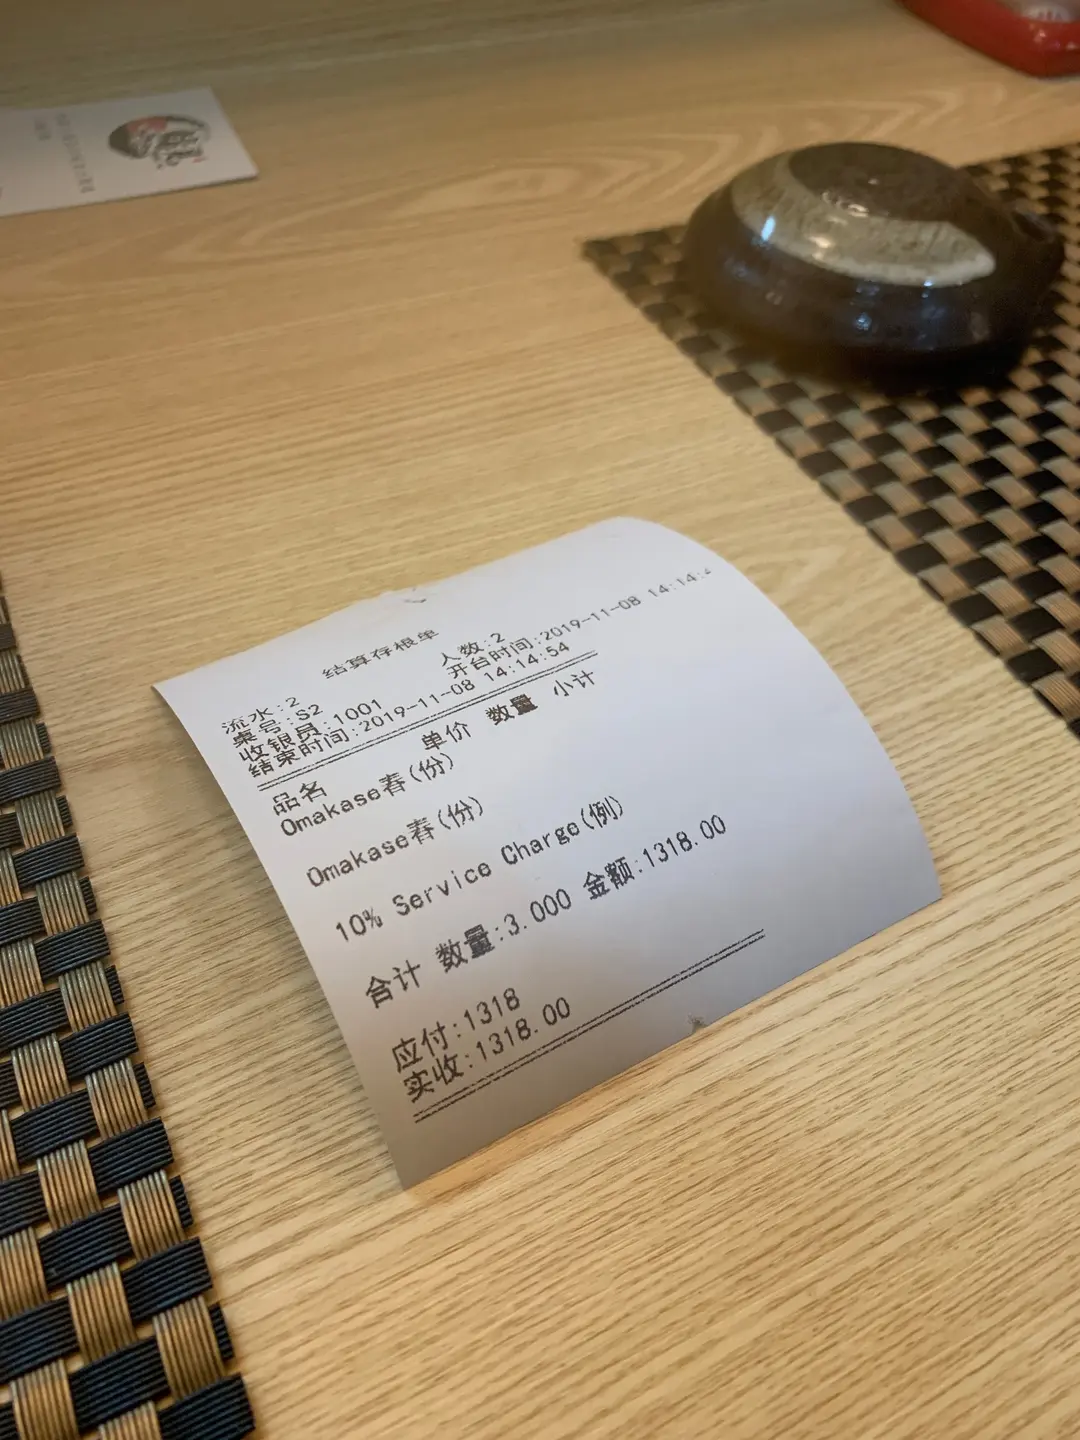 结算存根单
流水:2 人数:2
桌号:S2 开台时间:2019-11-08 14:14:
收银员:1001
结束时间:2019-11-08 14:14:54
品名 单价 数量 小计
Omakase春(份)
Omakase春(份)
10% Service Charge(例)
合计 数量:3.000 金额:1318.00
应付:1318
实收:1318.00